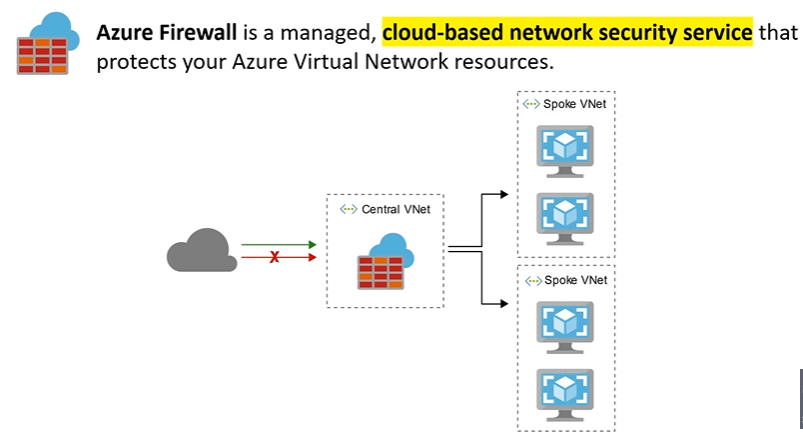 Azure Firewall is a managed, cloud-based network security service that
protects your Azure Virtual Network resources.
Spoke VNet
Central VNet
X
Spoke VNet